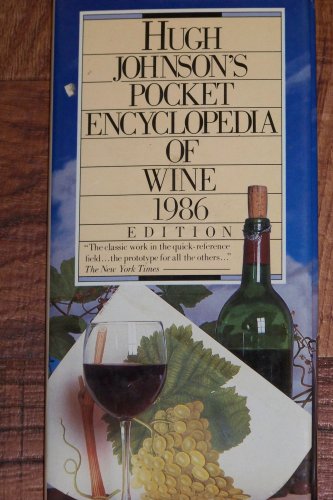 HUGH
JOHNSON'S
POCKET
ENCYCLOPEDIA
OF
WINE
1986
EDITION
"The classic work in the quick-reference
field...the prototype for all the others..."
The New York Times